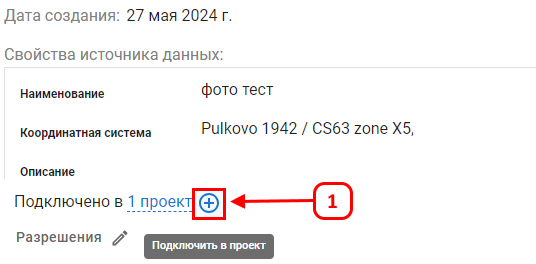 Дата создания: 27 мая 2024 г.
Свойства источника данных:
Наименование фото тест
Координатная система Pulkovo 1942 / CS63 zone X5,
Описание
Подключено в 1 проект 1
Разрешения
Подключить в проект